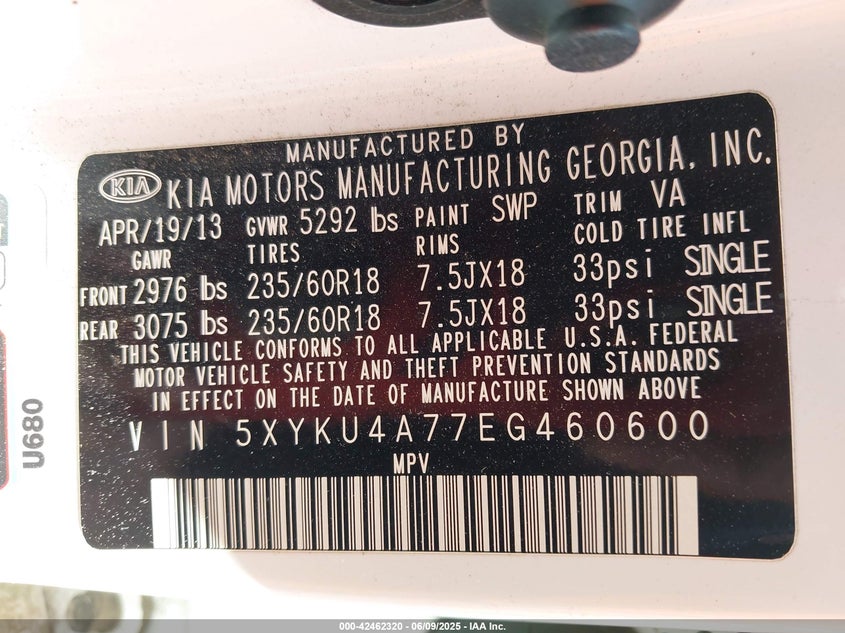 MANUFACTURED BY
KIA KIA MOTORS MANUFACTURING GEORGIA, INC.
APR/19/13 GVWR 5292 lbs PAINT SWP TRIM VA
GAWR TIRES RIMS COLD TIRE INFL
FRONT 2976 lbs 235/60R18 7.5JX18 33psi SINGLE
REAR 3075 lbs 235/60R18 7.5JX18 33psi SINGLE
THIS VEHICLE CONFORMS TO ALL APPLICABLE U.S.A. FEDERAL
MOTOR VEHICLE SAFETY AND THEFT PREVENTION STANDARDS
IN EFFECT ON THE DATE OF MANUFACTURE SHOWN ABOVE
VIN 5XYKU4A77EG460600
MPV
U680
000-42462320 - 06/09/2025 - IAA Inc.